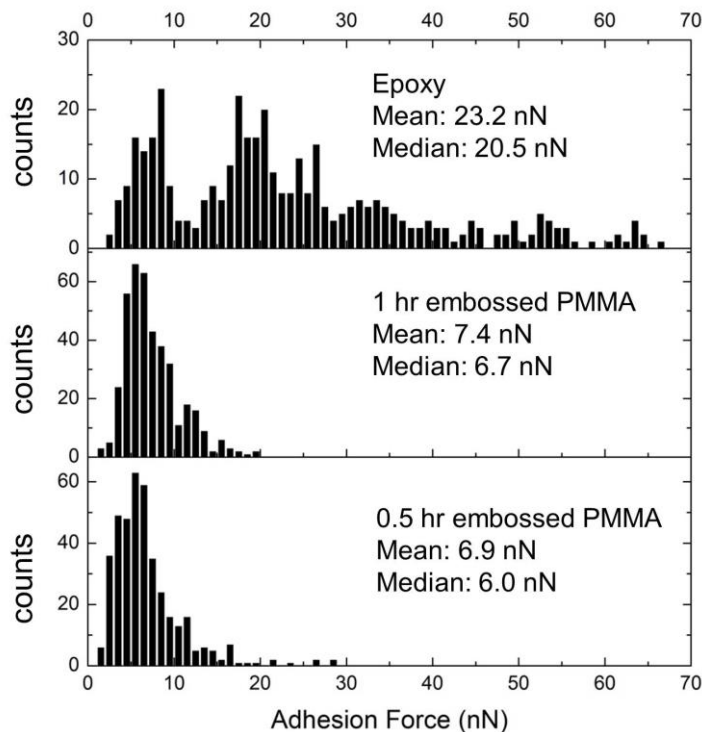 0 10 20 30 40 50 60 70
30
20
10
0
counts
Epoxy
Mean: 23.2 nN
Median: 20.5 nN
60
40
20
0
counts
1 hr embossed PMMA
Mean: 7.4 nN
Median: 6.7 nN
60
40
20
0
counts
0.5 hr embossed PMMA
Mean: 6.9 nN
Median: 6.0 nN
0 10 20 30 40 50 60 70
Adhesion Force (nN)